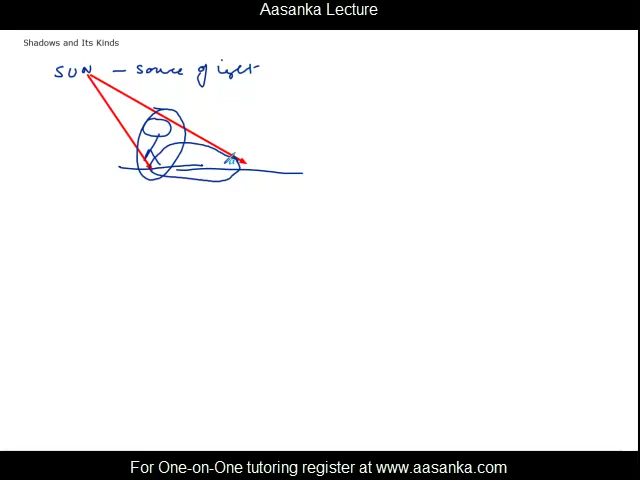 Aasanka Lecture
Shadows and Its Kinds
SUN – source of light
For One-on-One tutoring register at www.aasanka.com